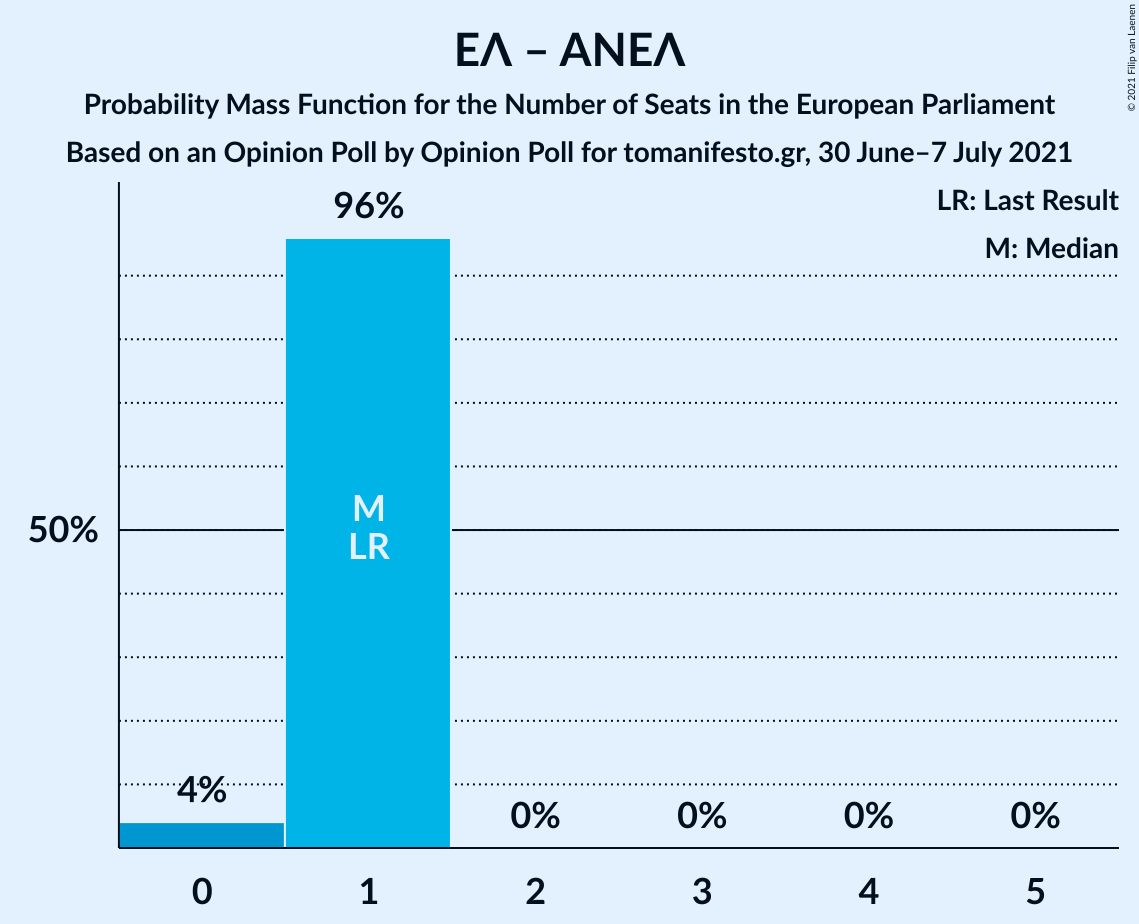 ΕΛ – ΑΝΕΛ
Probability Mass Function for the Number of Seats in the European Parliament
Based on an Opinion Poll by Opinion Poll for tomanifesto.gr, 30 June–7 July 2021
© 2021 Filip van Laenen
LR: Last Result
M: Median
96%
M
LR
50%
4%
0% 0% 0% 0%
0 1 2 3 4 5